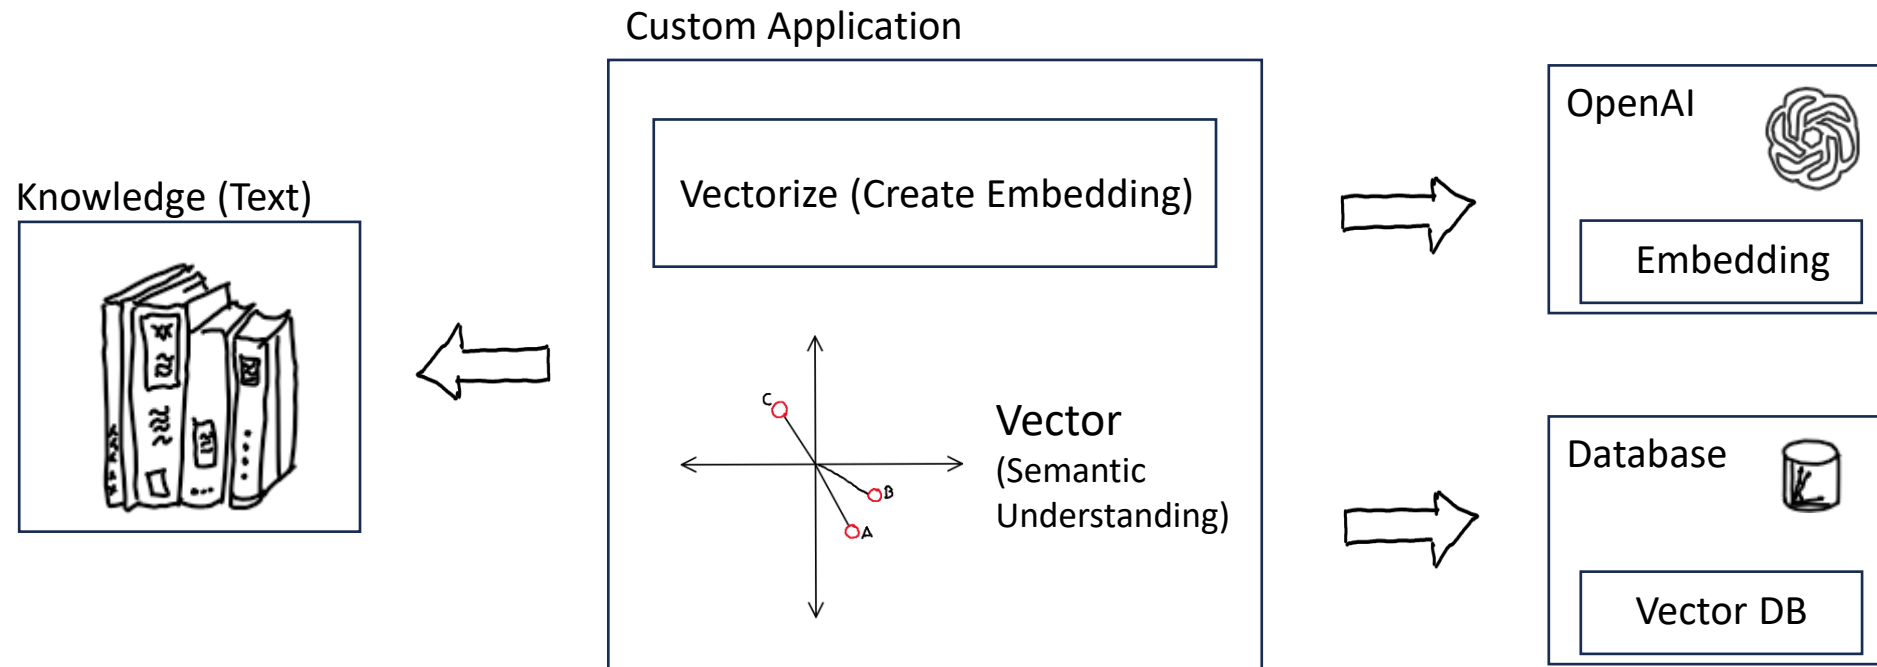 Custom Application
Knowledge (Text)
Vectorize (Create Embedding)
C
B
A
Vector
(Semantic
Understanding)
OpenAI
Embedding
Database
Vector DB